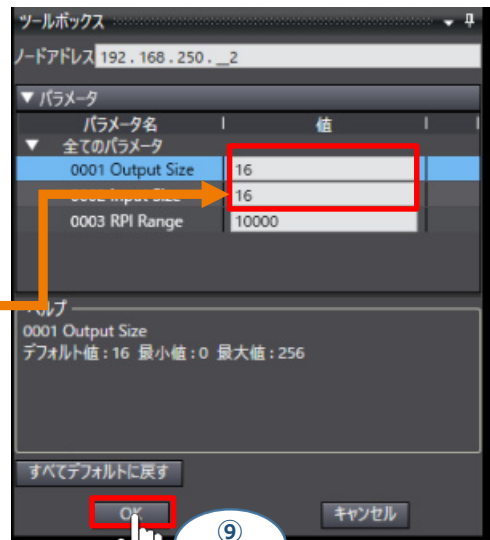 ツールボックス
ノードアドレス 192 . 168 . 250 . __2
▼ パラメータ
パラメータ名 | 値 |
▼ 全てのパラメータ
0001 Output Size 16
0002 Input Size 16
0003 RPI Range 10000
ヘルプ
0001 Output Size
デフォルト値 : 16 最小値 : 0 最大値 : 256
すべてデフォルトに戻す
OK キャンセル
⑨